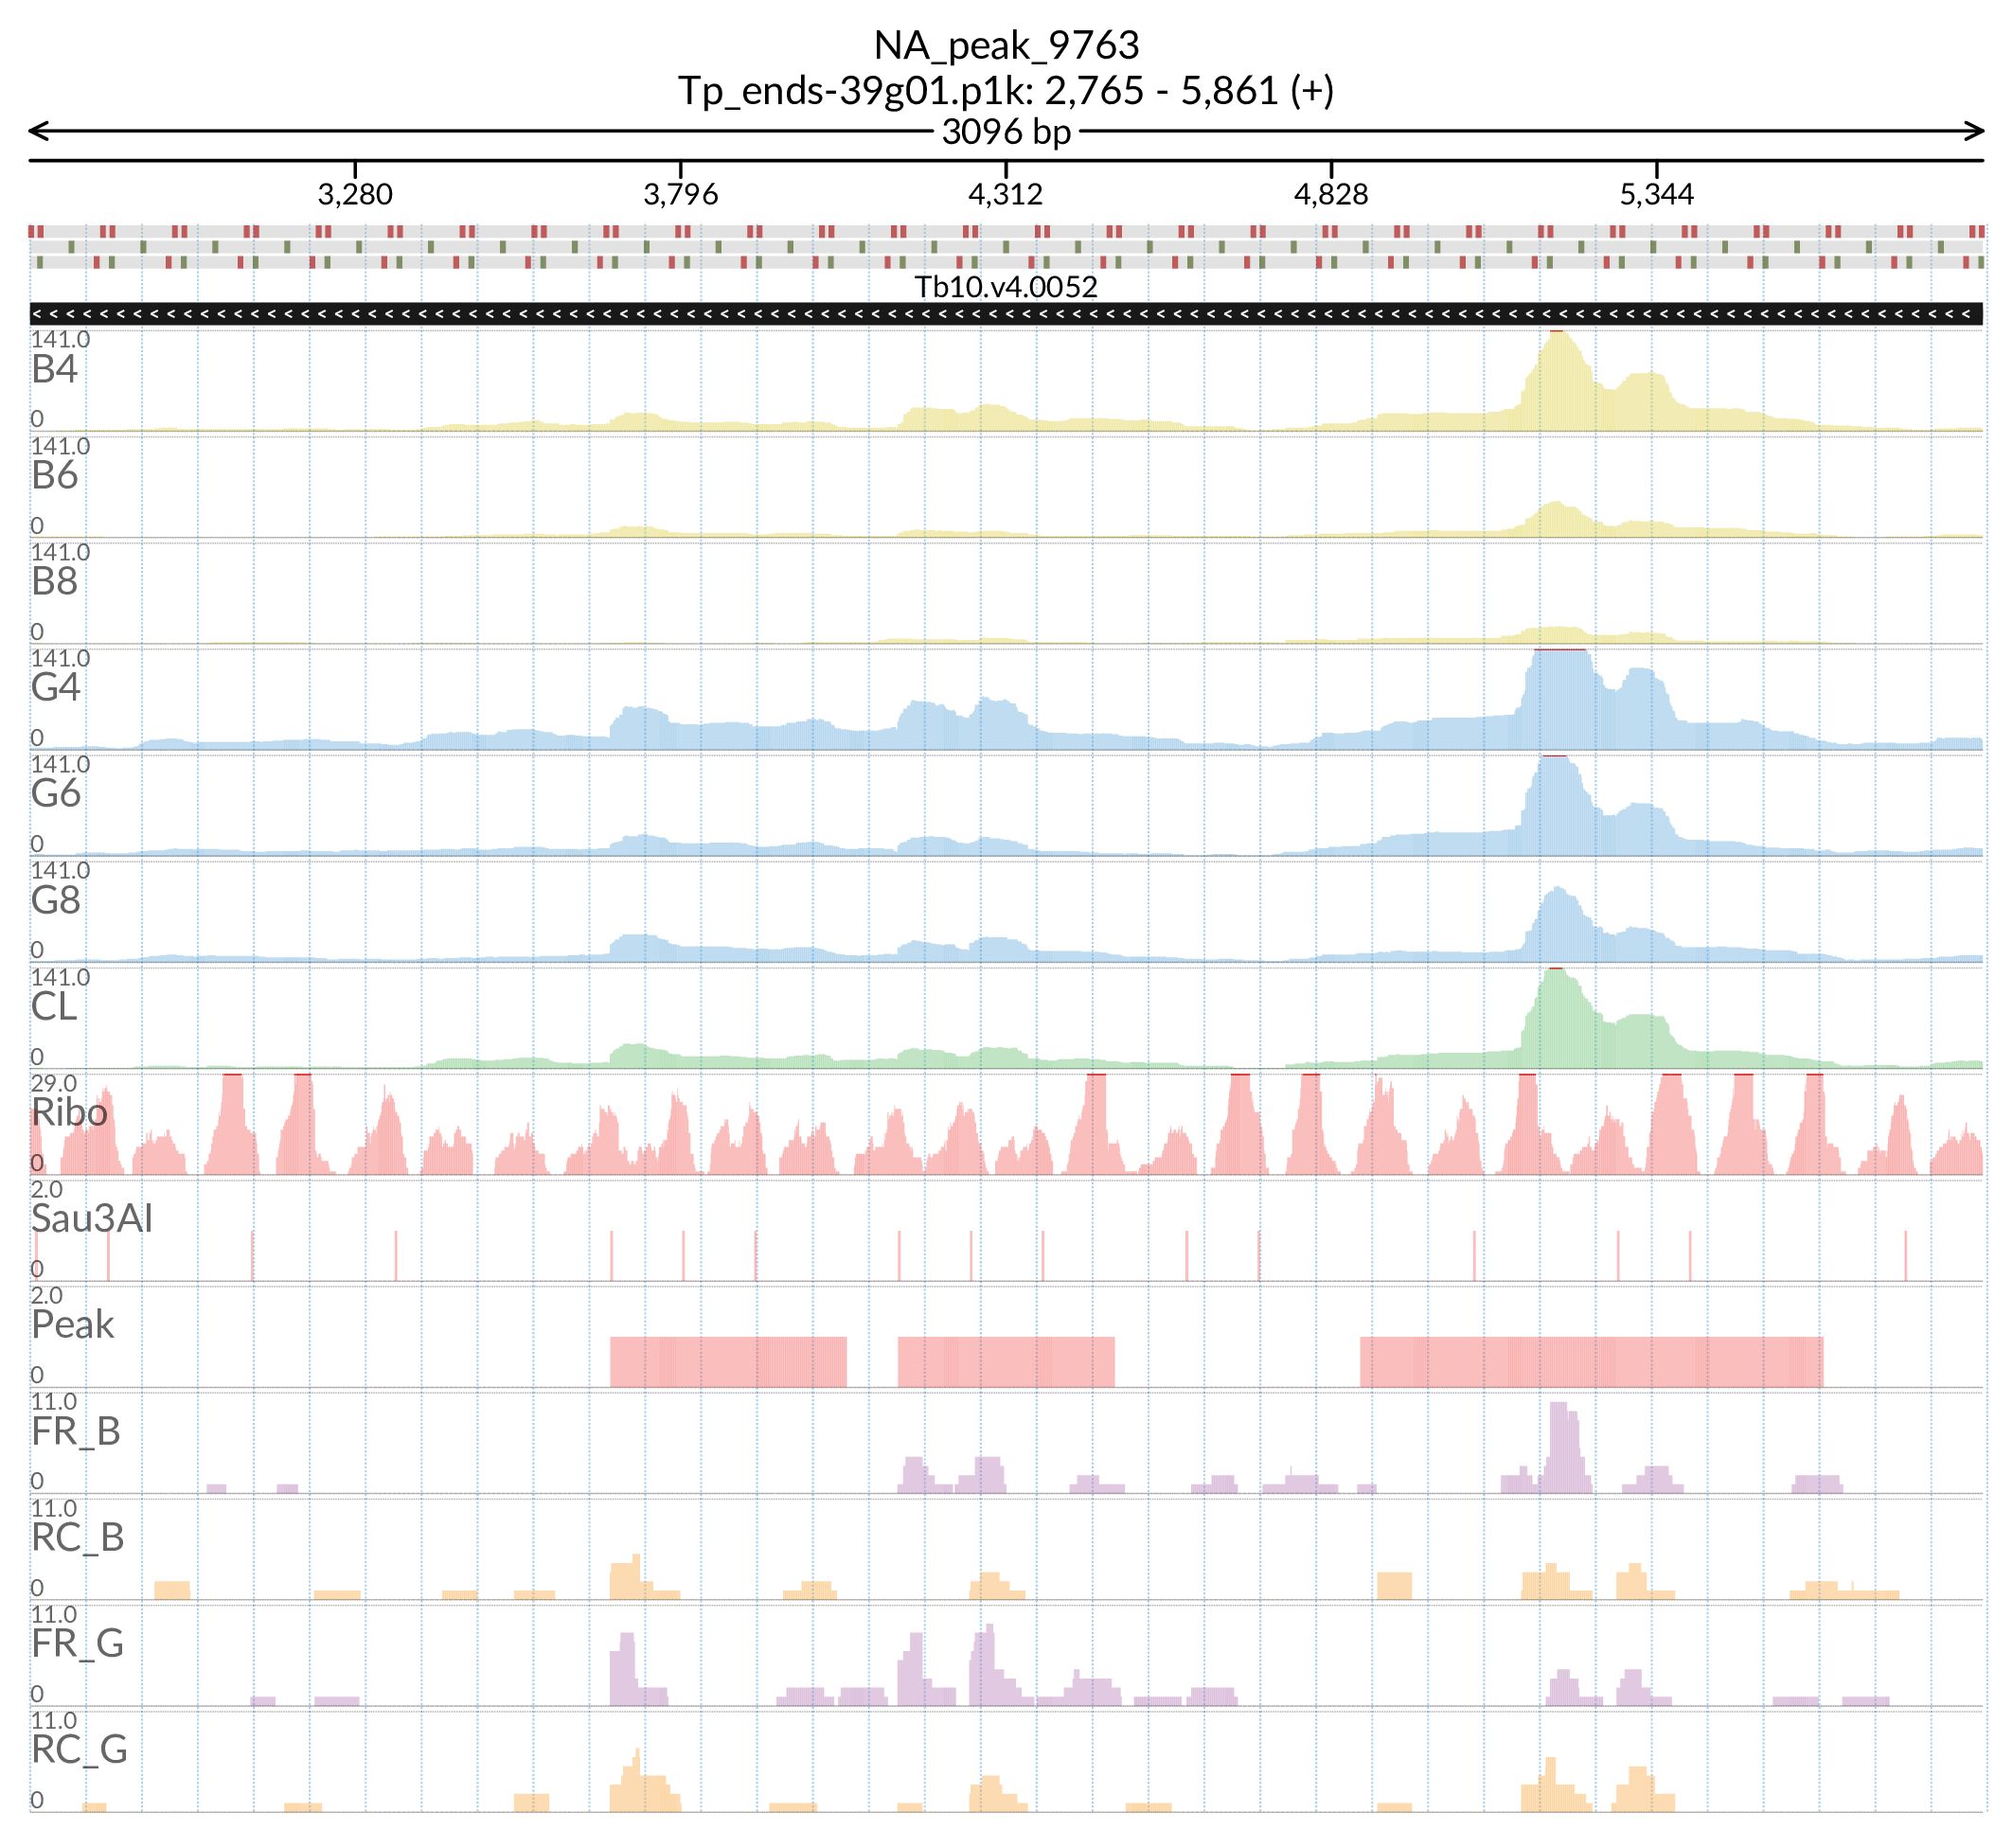 NA_peak_9763
Tp_ends-39g01.p1k: 2,765 - 5,861 (+)
3096 bp
3,280 3,796 4,312 4,828 5,344
Tb10.v4.0052
141.0
B4
0
141.0
B6
0
141.0
B8
0
141.0
G4
0
141.0
G6
0
141.0
G8
0
141.0
CL
0
29.0
Ribo
0
2.0
Sau3AI
0
2.0
Peak
0
11.0
FR_B
0
11.0
RC_B
0
11.0
FR_G
0
11.0
RC_G
0